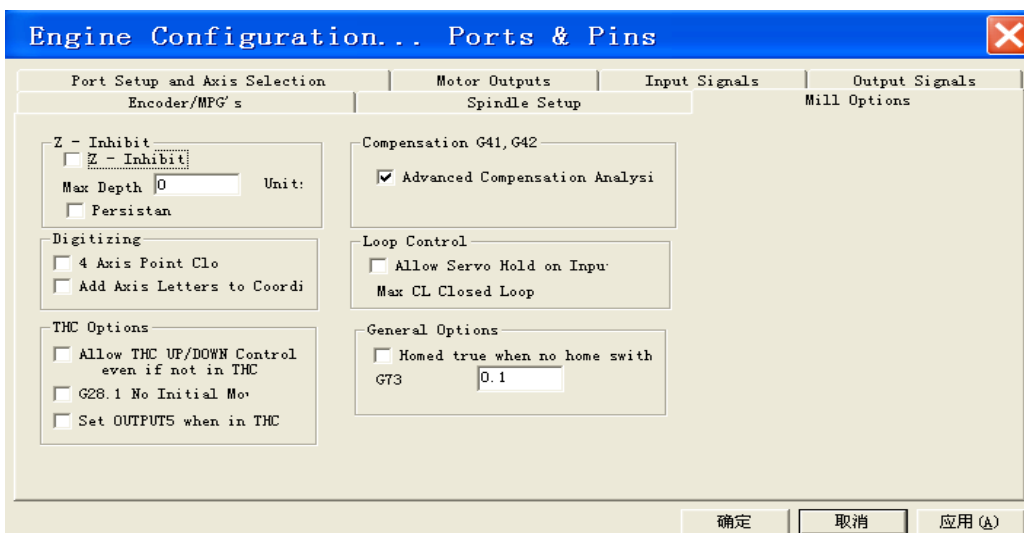 Engine Configuration... Ports & Pins
Port Setup and Axis Selection
Motor Outputs
Input Signals
Output Signals
Encoder/MPG's
Spindle Setup
Mill Options
Z - Inhibit
Z - Inhibit
Max Depth 0 Unit:
Persistan
Digitizing
4 Axis Point Clo
Add Axis Letters to Coordi
THC Options
Allow THC UP/DOWN Control
even if not in THC
G28.1 No Initial Mo
Set OUTPUT5 when in THC
Compensation G41,G42
Advanced Compensation Analysi
Loop Control
Allow Servo Hold on Inpu
Max CL Closed Loop
General Options
Homed true when no home swith
G73 0.1
确定
取消
应用(A)